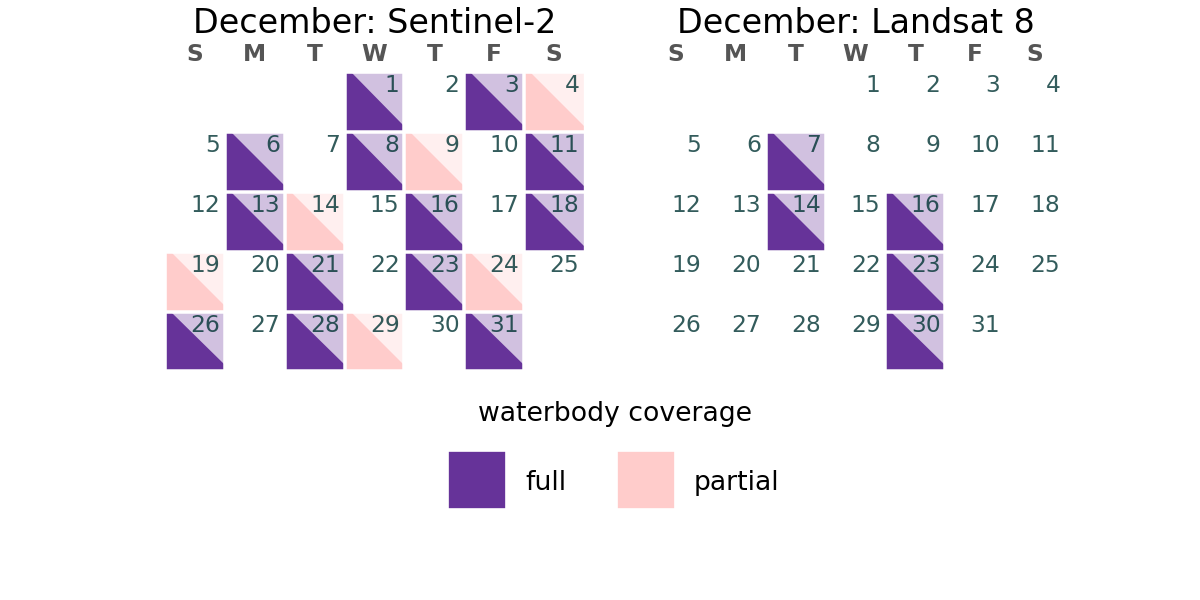 December: Sentinel-2
S M T W T F S
1 2 3 4
5 6 7 8 9 10 11
12 13 14 15 16 17 18
19 20 21 22 23 24 25
26 27 28 29 30 31
December: Landsat 8
S M T W T F S
1 2 3 4
5 6 7 8 9 10 11
12 13 14 15 16 17 18
19 20 21 22 23 24 25
26 27 28 29 30 31
waterbody coverage
full
partial